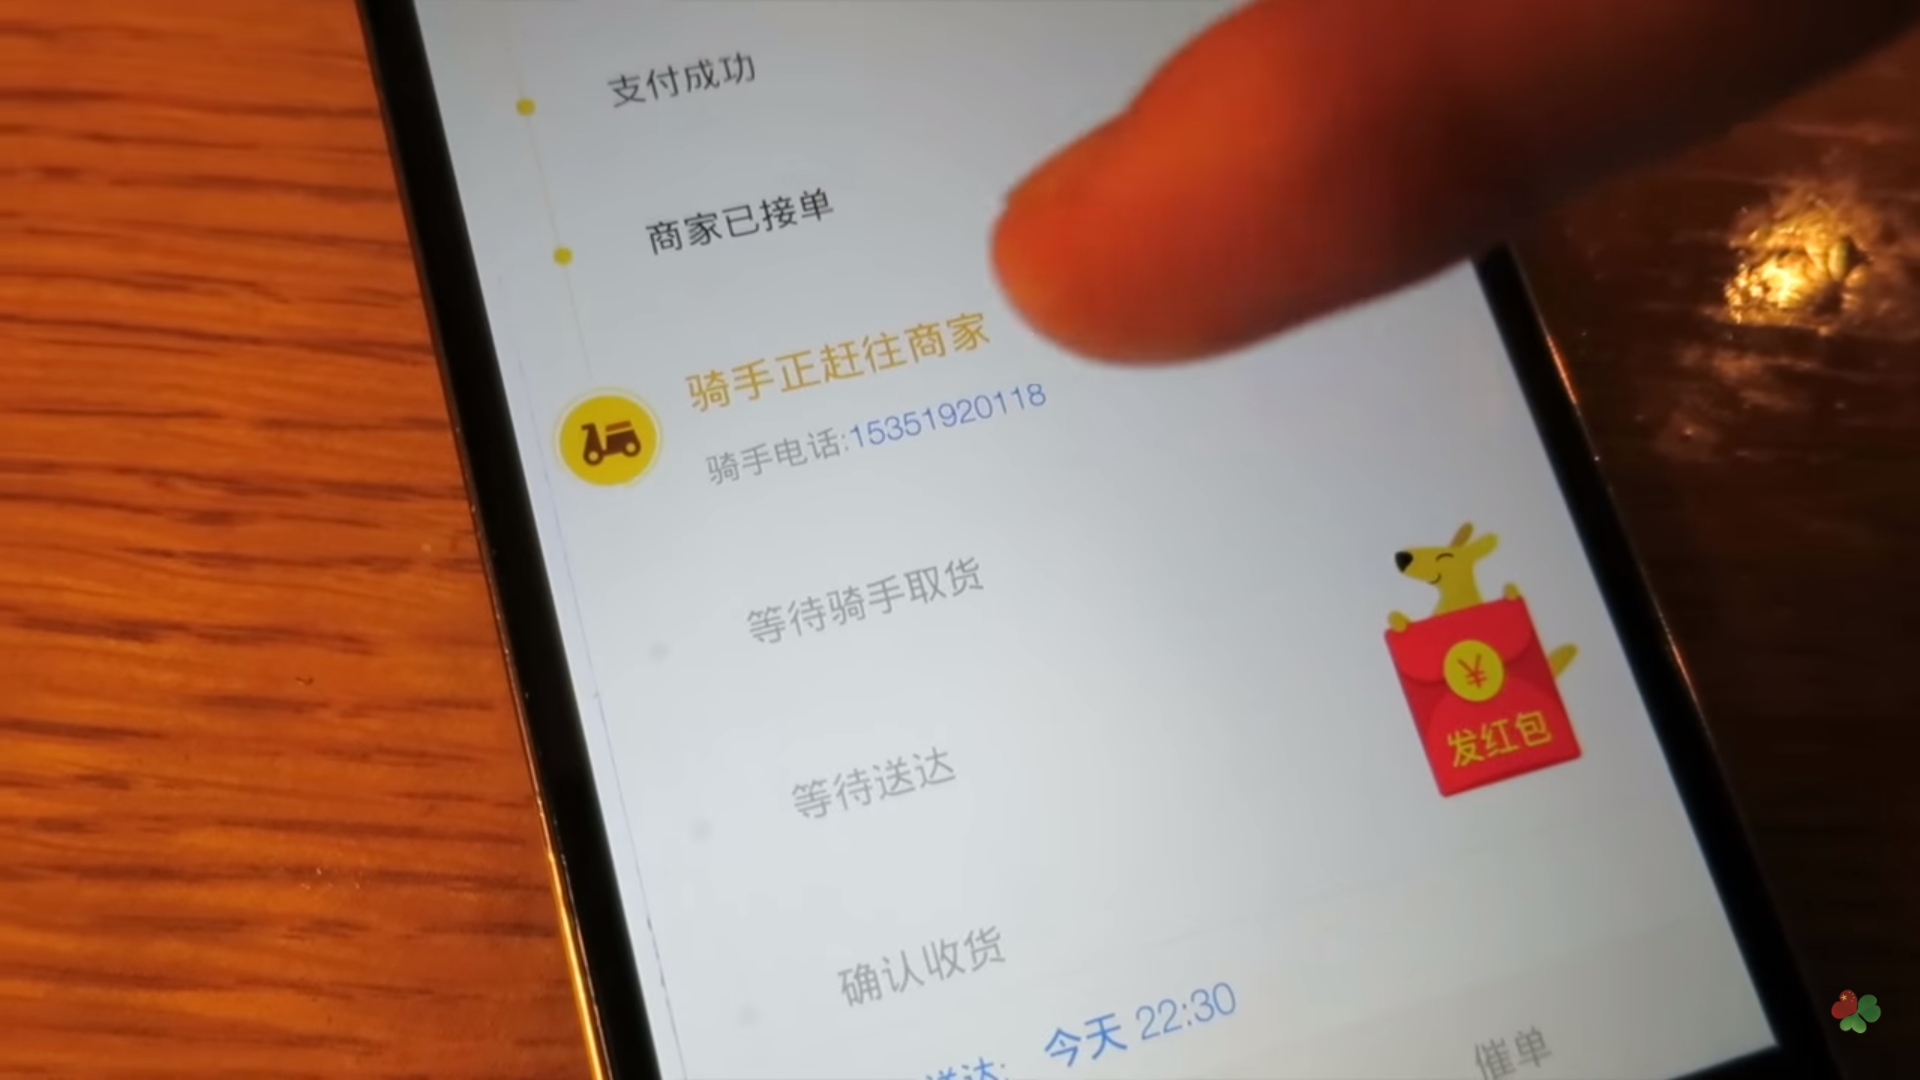 支付成功
商家已接单
骑手正赶往商家
骑手电话:15351920118
等待骑手取货
¥
发红包
等待送达
确认收货
送达: 今天 22:30
催单